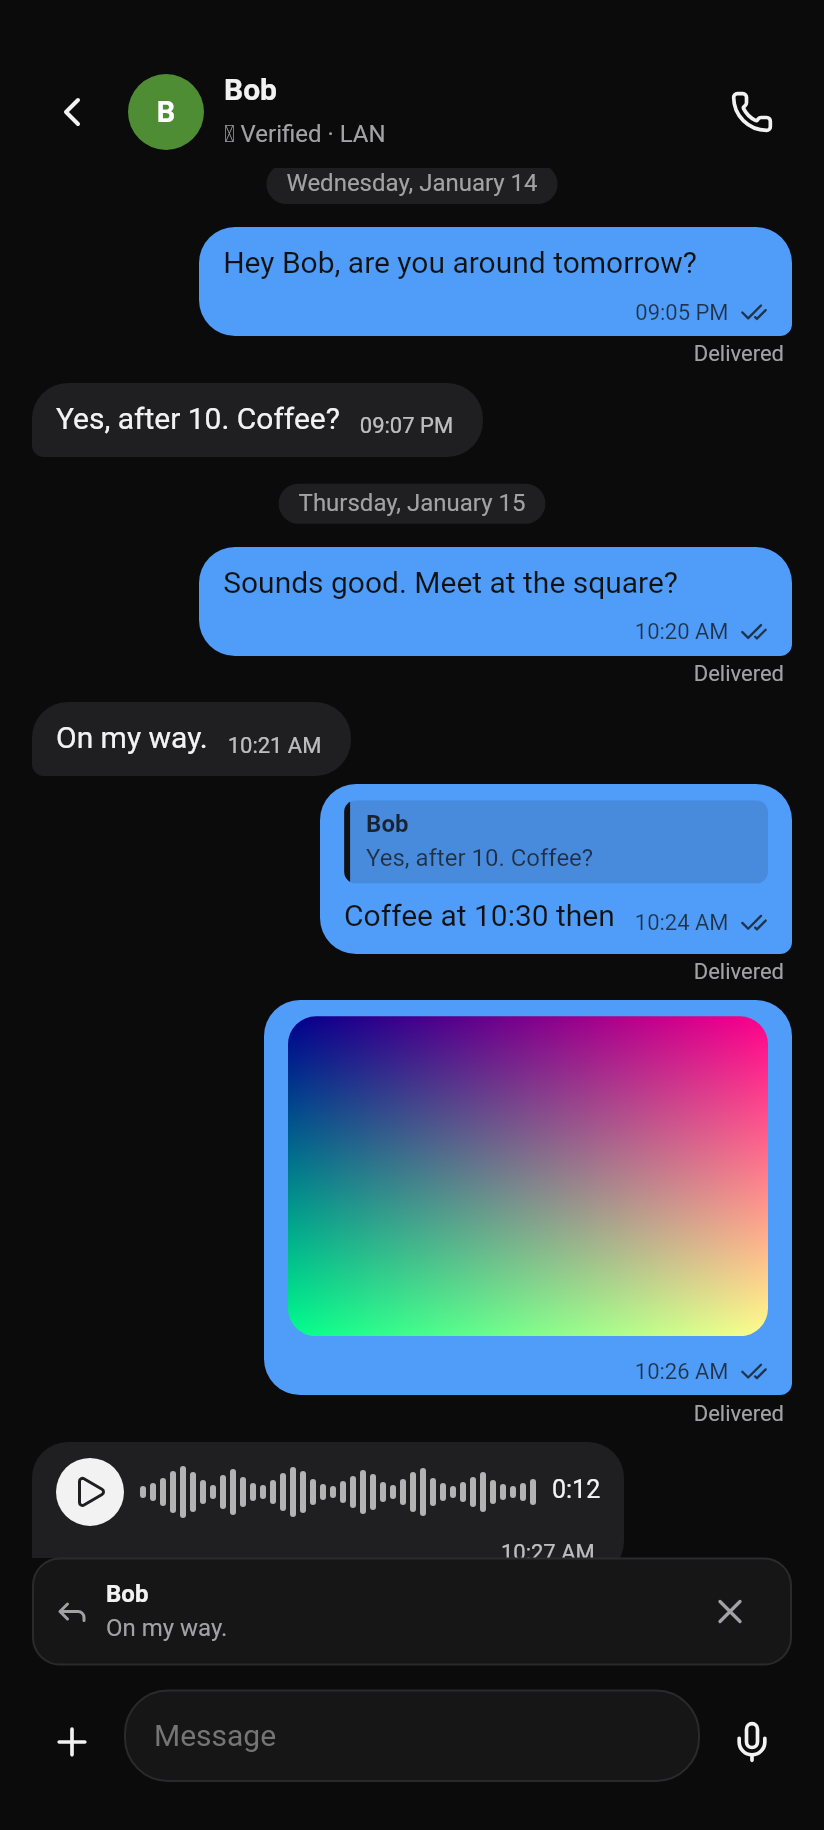 B
Bob
Verified · LAN
Wednesday, January 14
Hey Bob, are you around tomorrow?
09:05 PM
Delivered
Yes, after 10. Coffee? 09:07 PM
Thursday, January 15
Sounds good. Meet at the square?
10:20 AM
Delivered
On my way. 10:21 AM
Bob
Yes, after 10. Coffee?
Coffee at 10:30 then 10:24 AM
Delivered
10:26 AM
Delivered
0:12
10:27 AM
Bob
On my way.
Message